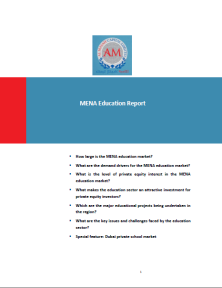 AM
MENA Education Report
• How large is the MENA education market?
• What are the demand drivers for the MENA education market?
• What is the level of private equity interest in the MENA
education market?
• What makes the education sector an attractive investment for
private equity investors?
• Which are the major educational projects being undertaken in
the region?
• What are the key issues and challenges faced by the education
sector?
• Special feature: Dubai private school market
1